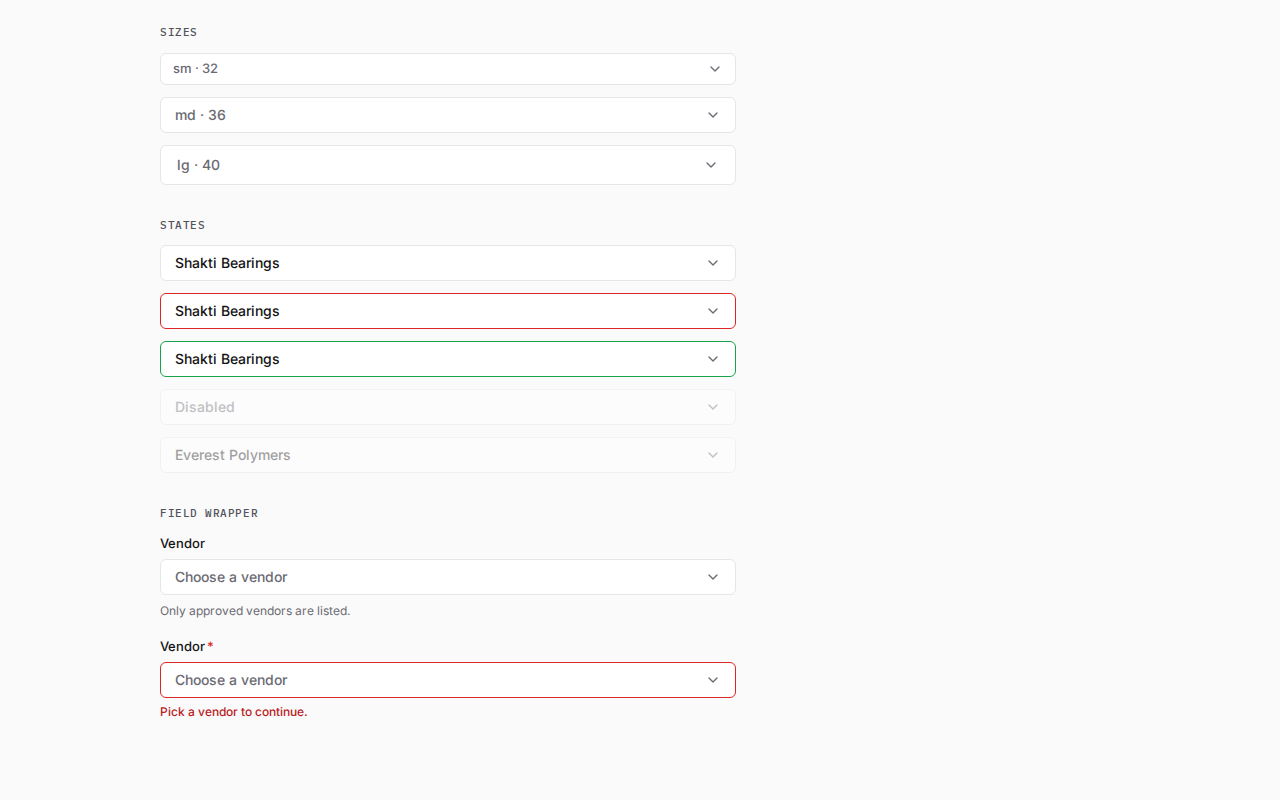 SIZES
sm · 32
md · 36
lg · 40
STATES
Shakti Bearings
Shakti Bearings
Shakti Bearings
Disabled
Everest Polymers
FIELD WRAPPER
Vendor
Choose a vendor
Only approved vendors are listed.
Vendor *
Choose a vendor
Pick a vendor to continue.